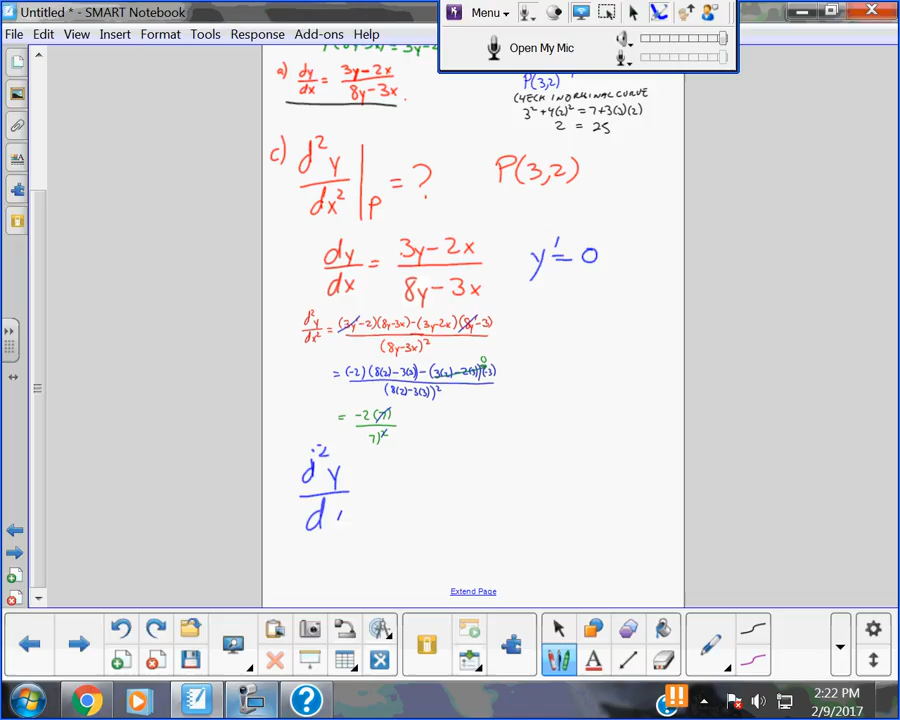 Untitled * - SMART Notebook
Menu
File Edit View Insert Format Tools Response Add-ons Help
Open My Mic
a) dy/dx = (3y-2x)/(8y-3x).
P(3,2)
CHECK IN ORIGINAL CURVE
3² + 4(2)² = 7+3(3)(2)
2 = 25
c) d²y/dx² |P = ? P(3,2)
dy/dx = (3y-2x)/(8y-3x) y' = 0
d²y/dx² = ((3y'-2)(8y-3x)-(3y-2x)(8y'-3))/(8y-3x)²
= ((-2)(8(2)-3(3))-(3(2)-2(3))⁰(-3))/(8(2)-3(3))²
= -2(7)/7)²
d²y/d
Extend Page
2:22 PM
2/9/2017